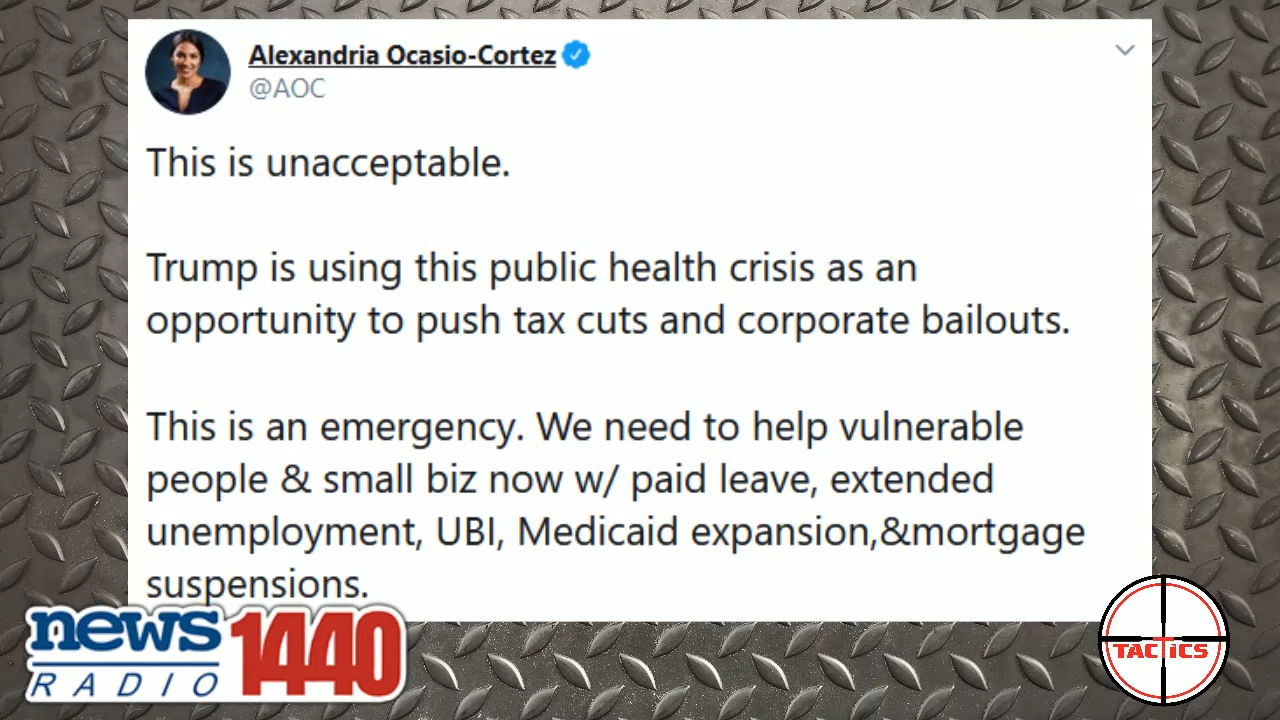 Alexandria Ocasio-Cortez
@AOC
This is unacceptable.
Trump is using this public health crisis as an
opportunity to push tax cuts and corporate bailouts.
This is an emergency. We need to help vulnerable
people & small biz now w/ paid leave, extended
unemployment, UBI, Medicaid expansion,&mortgage
suspensions.
news 1440
RADIO
TACTICS